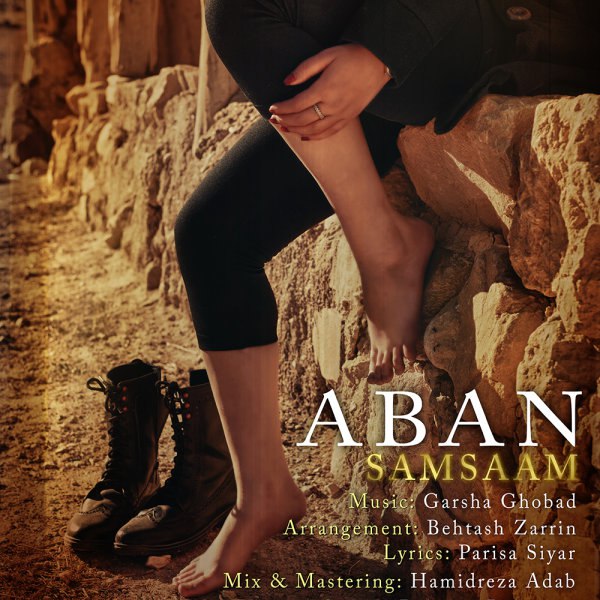 ABAN
SAMSAAM
Music: Garsha Ghobad
Arrangement: Behtash Zarrin
Lyrics: Parisa Siyar
Mix & Mastering: Hamidreza Adab